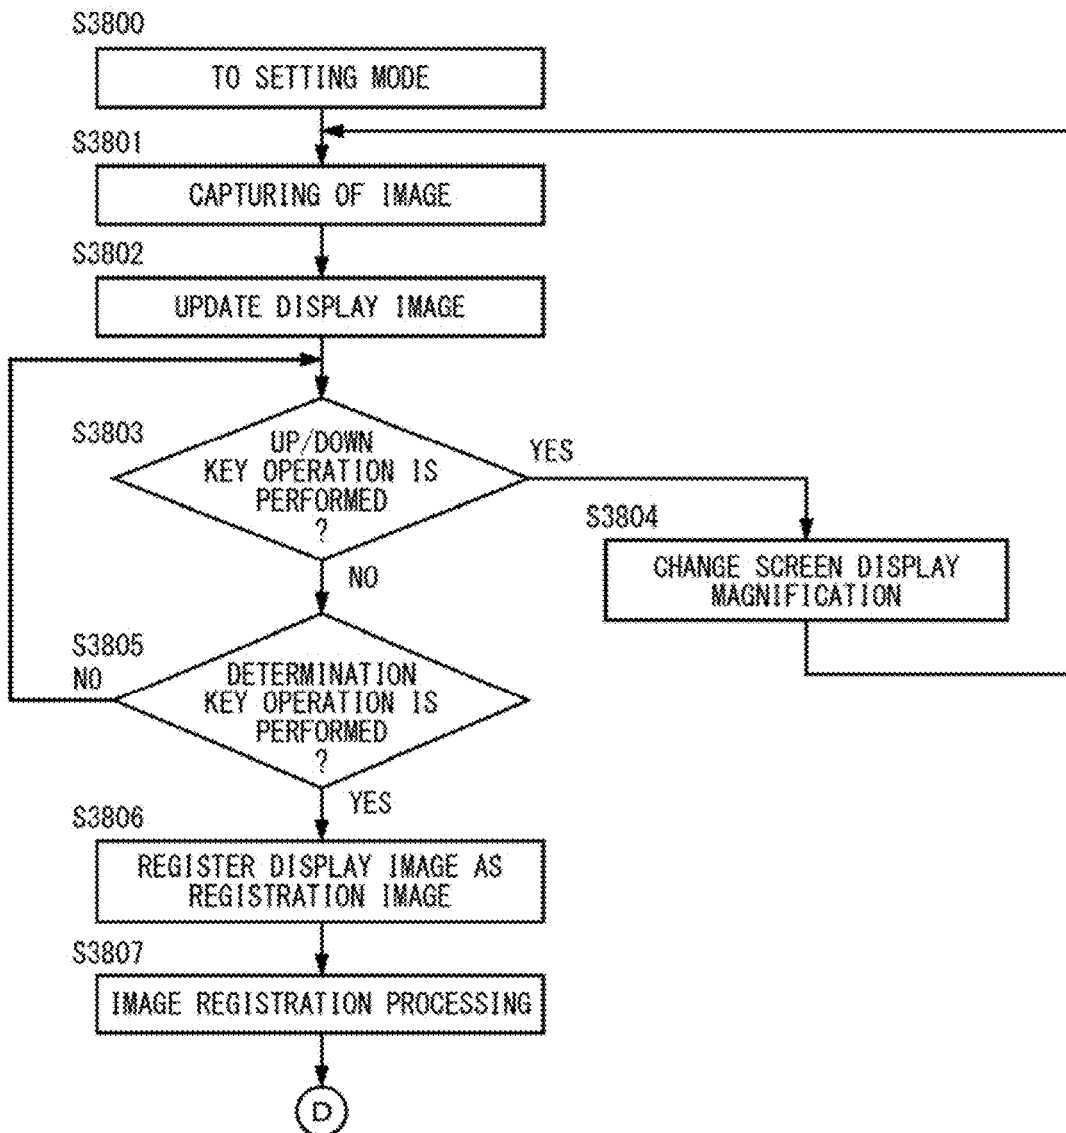 S3800
TO SETTING MODE
S3801
CAPTURING OF IMAGE
S3802
UPDATE DISPLAY IMAGE
S3803
UP/DOWN
KEY OPERATION IS
PERFORMED
?
YES
S3804
CHANGE SCREEN DISPLAY
MAGNIFICATION
NO
S3805
NO
DETERMINATION
KEY OPERATION IS
PERFORMED
?
YES
S3806
REGISTER DISPLAY IMAGE AS
REGISTRATION IMAGE
S3807
IMAGE REGISTRATION PROCESSING
D